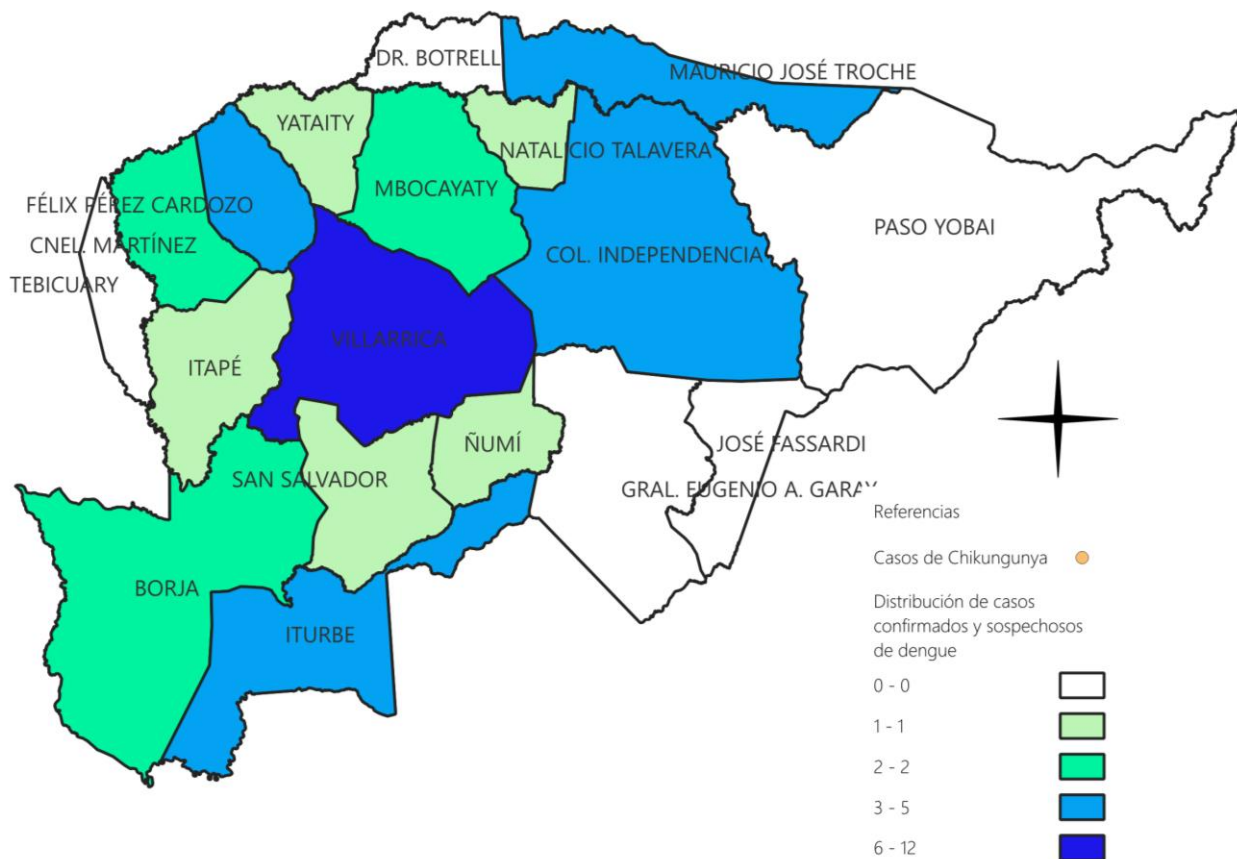 DR. BOTRELL
MAURICIO JOSÉ TROCHE
YATAITY
NATALICIO TALAVERA
MBOCAYATY
FÉLIX PÉREZ CARDOZO
PASO YOBAI
CNEL. MARTÍNEZ
COL. INDEPENDENCIA
TEBICUARY
VILLARRICA
ITAPÉ
ÑUMÍ
JOSÉ FASSARDI
SAN SALVADOR
GRAL. EUGENIO A. GARAY
BORJA
ITURBE
Referencias
Casos de Chikungunya
Distribución de casos
confirmados y sospechosos
de dengue
0 - 0
1 - 1
2 - 2
3 - 5
6 - 12